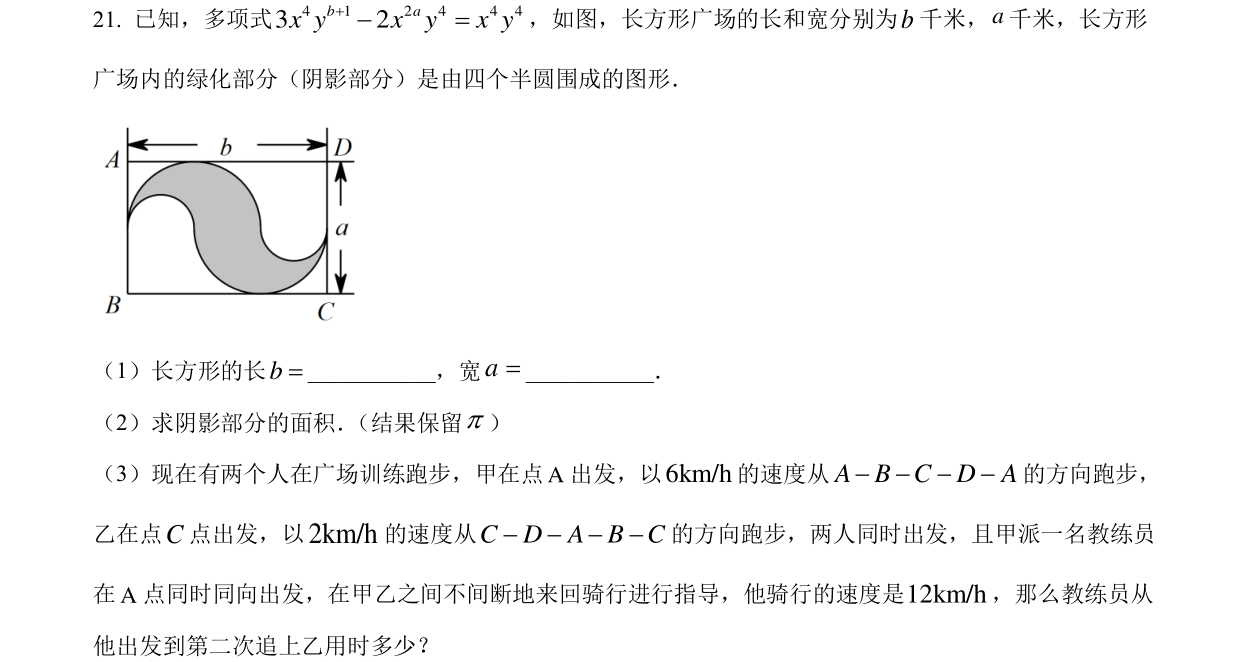 21. 已知，多项式3x⁴y^{b+1}－2x^{2a}y⁴＝x⁴y⁴，如图，长方形广场的长和宽分别为b 千米，a 千米，长方形
广场内的绿化部分（阴影部分）是由四个半圆围成的图形.
b
A
D
a
B
C
（1）长方形的长b＝___________，宽a＝___________.
（2）求阴影部分的面积.（结果保留π）
（3）现在有两个人在广场训练跑步，甲在点A 出发，以6km/h 的速度从A－B－C－D－A 的方向跑步，
乙在点C 点出发，以2km/h 的速度从C－D－A－B－C 的方向跑步，两人同时出发，且甲派一名教练员
在A 点同时同向出发，在甲乙之间不间断地来回骑行进行指导，他骑行的速度是12km/h，那么教练员从
他出发到第二次追上乙用时多少？